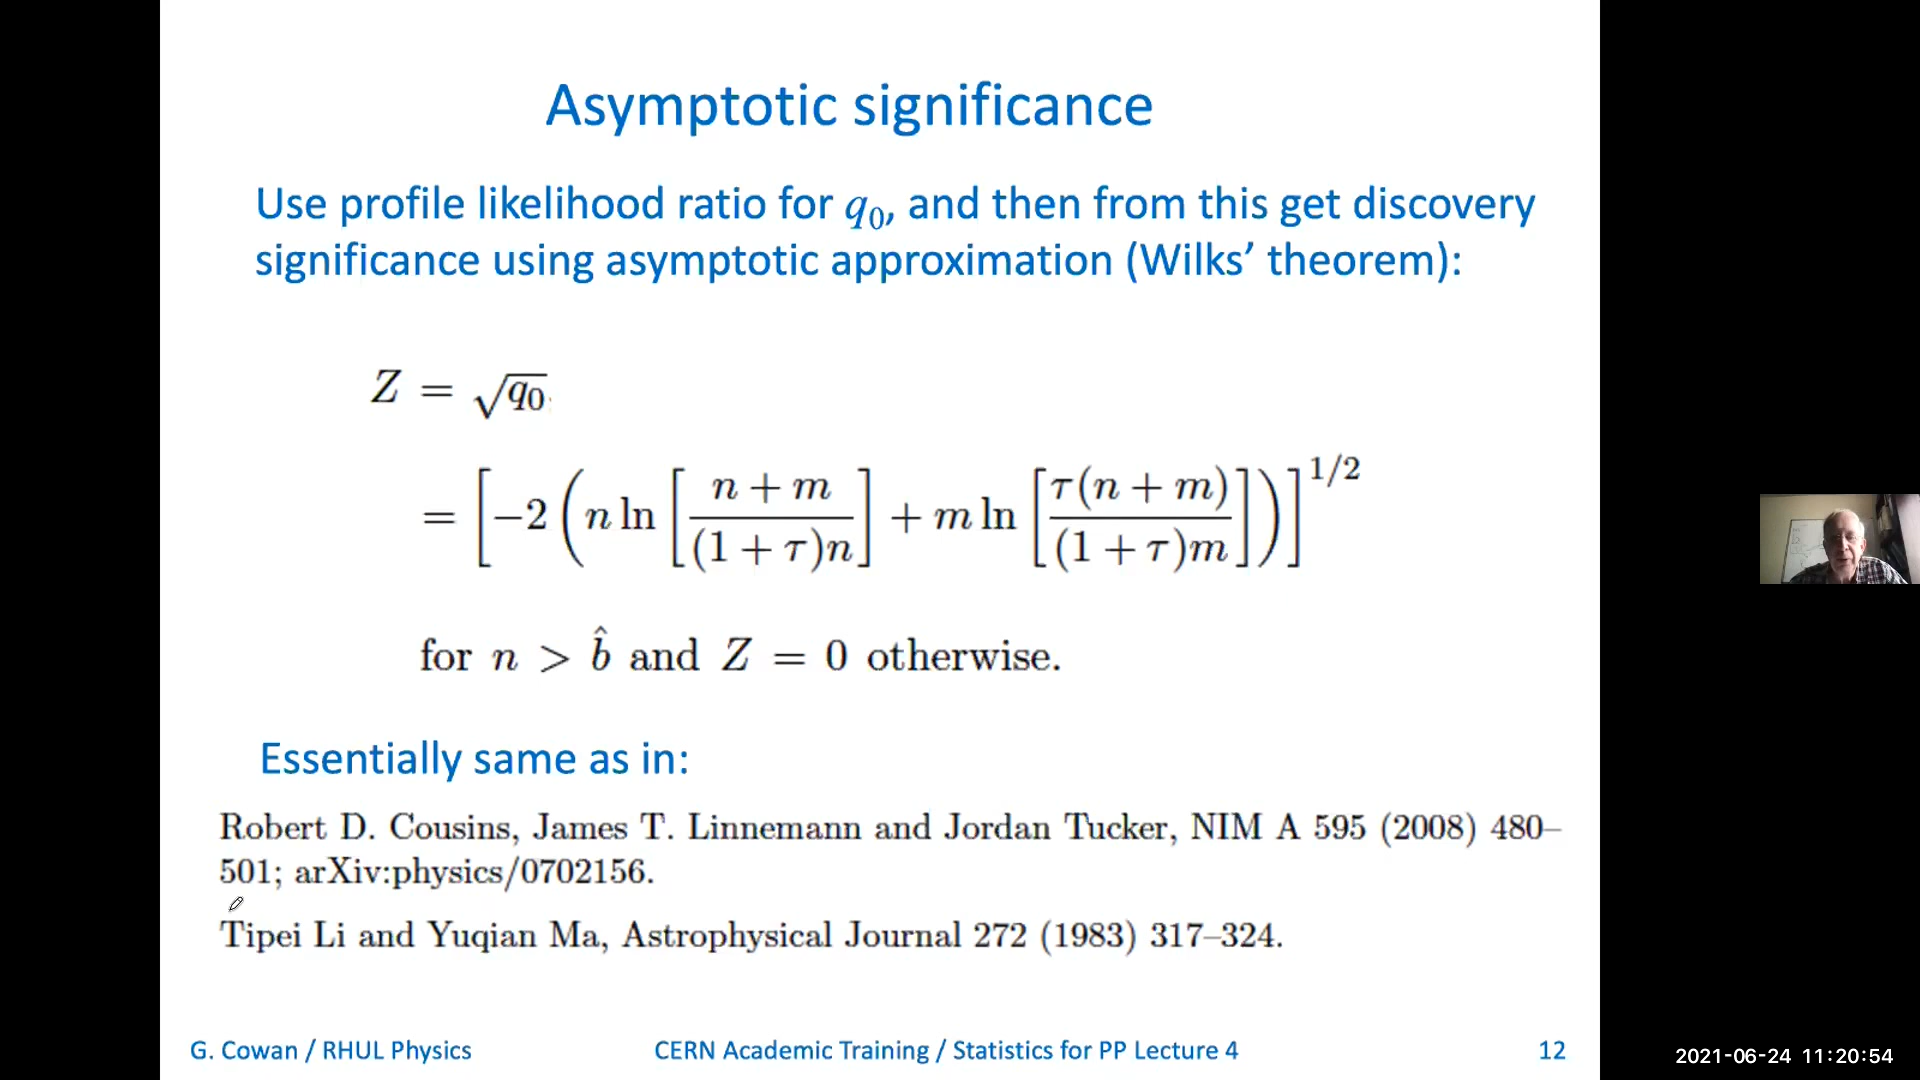 Asymptotic significance
Use profile likelihood ratio for q₀, and then from this get discovery
significance using asymptotic approximation (Wilks’ theorem):
Z = √q₀
= [−2 (n ln [(n + m)/((1 + τ)n)] + m ln [(τ(n + m))/((1 + τ)m)])]^{1/2}
for n > b̂ and Z = 0 otherwise.
Essentially same as in:
Robert D. Cousins, James T. Linnemann and Jordan Tucker, NIM A 595 (2008) 480–
501; arXiv:physics/0702156.
Tipei Li and Yuqian Ma, Astrophysical Journal 272 (1983) 317–324.
G. Cowan / RHUL Physics CERN Academic Training / Statistics for PP Lecture 4 12
2021-06-24 11:20:54